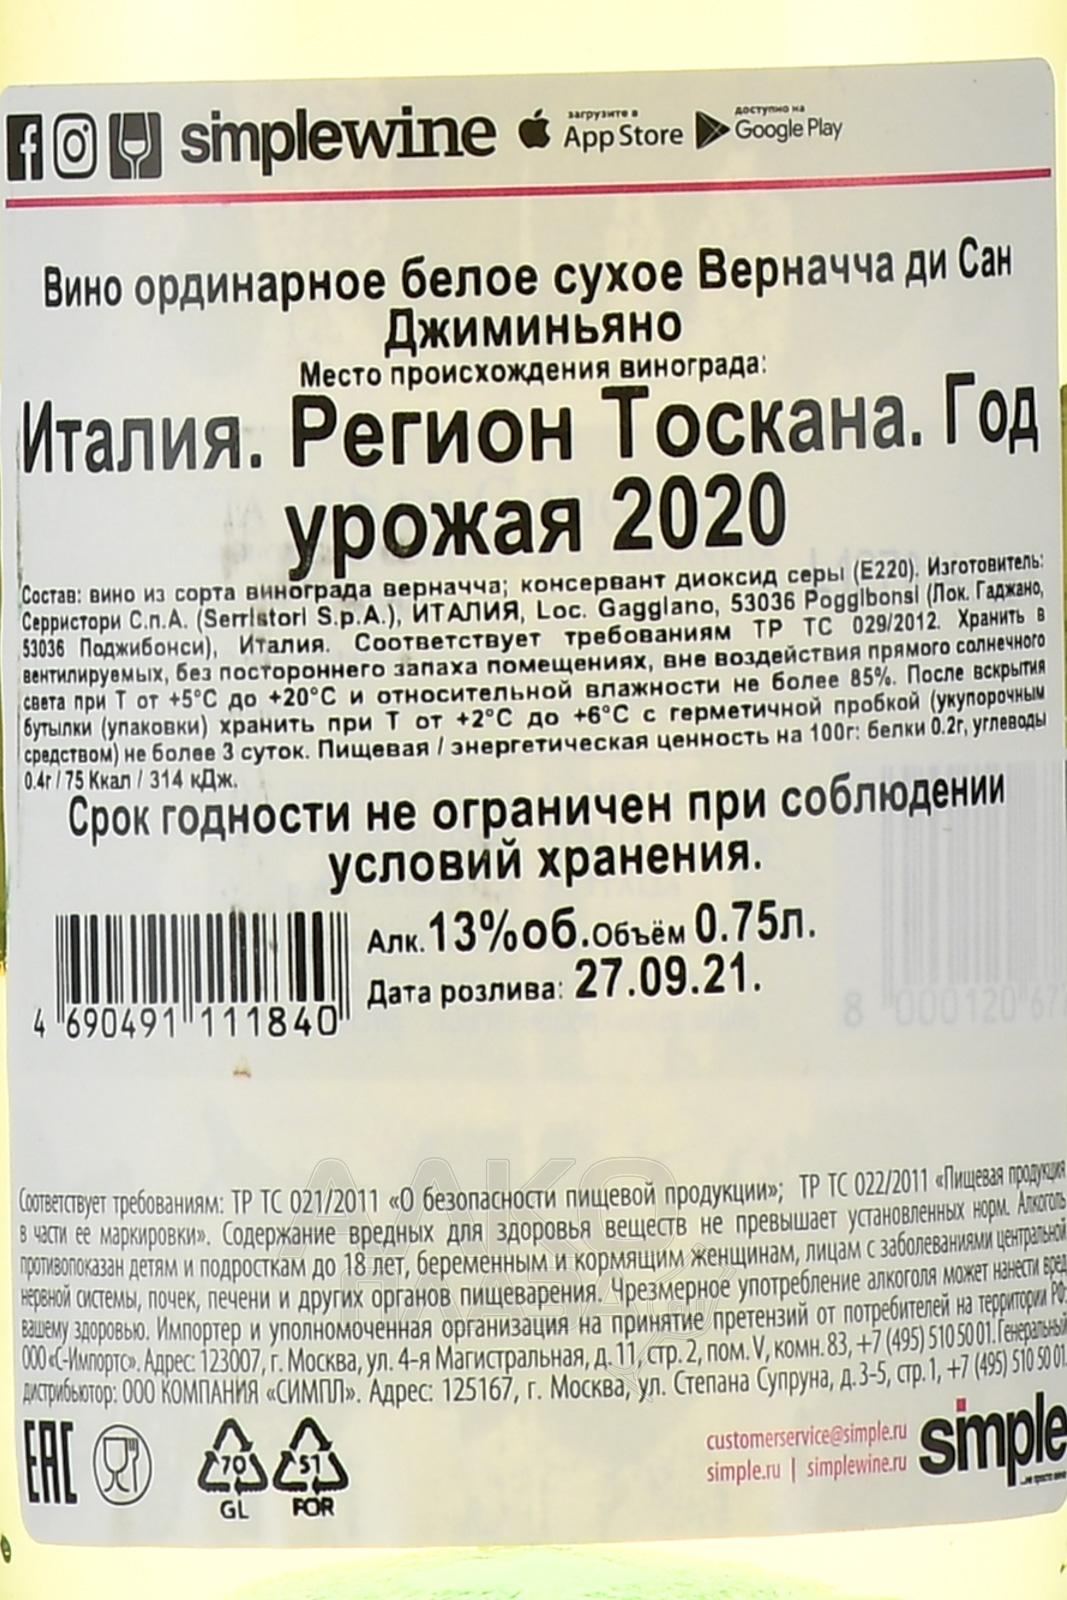 simplewine загрузите в App Store доступно на Google Play
Вино ординарное белое сухое Верначча ди Сан
Джиминьяно
Место происхождения винограда:
Италия. Регион Тоскана. Год
урожая 2020
Состав: вино из сорта винограда верначча; консервант диоксид серы (E220). Изготовитель:
Серристори С.п.А. (Serristori S.p.A.), ИТАЛИЯ, Loc. Gaggiano, 53036 Poggibonsi (Лок. Гаджано,
53036 Поджибонси), Италия. Соответствует требованиям ТР ТС 029/2012. Хранить в
вентилируемых, без постороннего запаха помещениях, вне воздействия прямого солнечного
света при Т от +5°С до +20°С и относительной влажности не более 85%. После вскрытия
бутылки (упаковки) хранить при Т от +2°С до +6°С с герметичной пробкой (укупорочным
средством) не более 3 суток. Пищевая / энергетическая ценность на 100г: белки 0.2г, углеводы
0.4г / 75 Ккал / 314 кДж.
Срок годности не ограничен при соблюдении
условий хранения.
Алк. 13%об. Объём 0.75л.
Дата розлива: 27.09.21.
4 690491 111840
8 000120 67
Соответствует требованиям: ТР ТС 021/2011 «О безопасности пищевой продукции»; ТР ТС 022/2011 «Пищевая продукция
в части ее маркировки». Содержание вредных для здоровья веществ не превышает установленных норм. Алкоголь
противопоказан детям и подросткам до 18 лет, беременным и кормящим женщинам, лицам с заболеваниями центральной
нервной системы, почек, печени и других органов пищеварения. Чрезмерное употребление алкоголя может нанести вред
вашему здоровью. Импортер и уполномоченная организация на принятие претензий от потребителей на территории РФ:
ООО «С-Импортс». Адрес: 123007, г. Москва, ул. 4-я Магистральная, д. 11, стр. 2, пом. V, комн. 83, +7 (495) 510 50 01. Генеральный
дистрибьютор: ООО КОМПАНИЯ «СИМПЛ». Адрес: 125167, г. Москва, ул. Степана Супруна, д. 3-5, стр. 1, +7 (495) 510 50 01.
EAC
70 GL
51 FOR
customerservice@simple.ru
simple.ru | simplewine.ru
simple